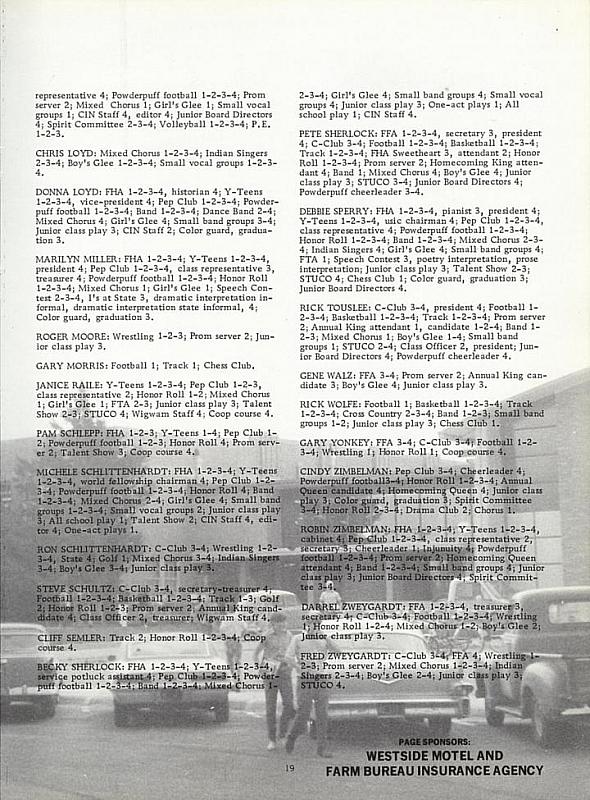 representative 4; Powderpuff football 1-2-3-4; Prom
server 2; Mixed Chorus 1; Girl's Glee 1; Small vocal
groups 1; CIN Staff 4, editor 4; Junior Board Directors
4; Spirit Committee 2-3-4; Volleyball 1-2-3-4; P.E.
1-2-3.
CHRIS LOYD: Mixed Chorus 1-2-3-4; Indian Singers
2-3-4; Boy's Glee 1-2-3-4; Small vocal groups 1-2-3-
4.
DONNA LOYD: FHA 1-2-3-4, historian 4; Y-Teens
1-2-3-4, vice-president 4; Pep Club 1-2-3-4; Powder-
puff football 1-2-3-4; Band 1-2-3-4; Dance Band 2-4;
Mixed Chorus 4; Girl's Glee 4; Small band groups 3-4;
Junior class play 3; CIN Staff 2; Color guard, gradua-
tion 3.
MARILYN MILLER: FHA 1-2-3-4; Y-Teens 1-2-3-4,
president 4; Pep Club 1-2-3-4, class representative 3,
treasurer 4; Powderpuff football 1-2-3-4; Honor Roll
1-2-3-4; Mixed Chorus 1; Girl's Glee 1; Speech Con-
test 2-3-4, I's at State 3, dramatic interpretation in-
formal, dramatic interpretation state informal, 4;
Color guard, graduation 3.
ROGER MOORE: Wrestling 1-2-3; Prom server 2; Jun-
ior class play 3.
GARY MORRIS: Football 1; Track 1; Chess Club.
JANICE RAILE: Y-Teens 1-2-3-4; Pep Club 1-2-3,
class representative 2; Honor Roll 1-2; Mixed Chorus
1; Girl's Glee 1; FTA 2-3; Junior class play 3; Talent
Show 2-3; STUCO 4; Wigwam Staff 4; Coop course 4.
PAM SCHLEPP: FHA 1-2-3; Y-Teens 1-4; Pep Club 1-
2; Powderpuff football 1-2-3; Honor Roll 4; Prom serv-
er 2; Talent Show 3; Coop course 4.
MICHELE SCHLITTENHARDT: FHA 1-2-3-4; Y-Teens
1-2-3-4, world fellowship chairman 4; Pep Club 1-2-
3-4; Powderpuff football 1-2-3-4; Honor Roll 4; Band
1-2-3-4; Mixed Chorus 2-4; Girl's Glee 4; Small band
groups 1-2-3-4; Small vocal groups 2; Junior class play
3; All school play 1; Talent Show 2; CIN Staff 4, edi-
tor 4; One-act plays 1.
RON SCHLITTENHARDT: C-Club 3-4; Wrestling 1-2-
3-4, State 4; Golf 1; Mixed Chorus 3-4; Indian Singers
3-4; Boy's Glee 3-4; Junior class play 3.
STEVE SCHULTZ: C-Club 3-4, secretary-treasurer 4;
Football 1-2-3-4; Basketball 1-2-3-4; Track 1-3; Golf
2; Honor Roll 1-2-3; Prom server 2; Annual King cand-
didate 4; Class Officer 2, treasurer; Wigwam Staff 4.
CLIFF SEMLER: Track 2; Honor Roll 1-2-3-4; Coop
course 4.
BECKY SHERLOCK: FHA 1-2-3-4; Y-Teens 1-2-3-4,
service potluck assistant 4; Pep Club 1-2-3-4; Powder-
puff football 1-2-3-4; Band 1-2-3-4; Mixed Chorus 1-
2-3-4; Girl's Glee 4; Small band groups 4; Small vocal
groups 4; Junior class play 3; One-act plays 1; All
school play 1; CIN Staff 4.
PETE SHERLOCK: FFA 1-2-3-4, secretary 3, president
4; C-Club 3-4; Football 1-2-3-4; Basketball 1-2-3-4;
Track 1-2-3-4; FHA Sweetheart 3, attendant 2; Honor
Roll 1-2-3-4; Prom server 2; Homecoming King atten-
dant 4; Band 1; Mixed Chorus 4; Boy's Glee 4; Junior
class play 3; STUCO 3-4; Junior Board Directors 4;
Powderpuff cheerleader 3-4.
DEBBIE SPERRY: FHA 1-2-3-4, pianist 3, president 4;
Y-Teens 1-2-3-4, usic chairman 4; Pep Club 1-2-3-4,
class representative 4; Powderpuff football 1-2-3-4;
Honor Roll 1-2-3-4; Band 1-2-3-4; Mixed Chorus 2-3-
4; Indian Singers 4; Girl's Glee 4; Small band groups 4;
FTA 1; Speech Contest 3, poetry interpretation, prose
interpretation; Junior class play 3; Talent Show 2-3;
STUCO 4; Chess Club 1; Color guard, graduation 3;
Junior Board Directors 4.
RICK TOUSLEE: C-Club 3-4, president 4; Football 1-
2-3-4; Basketball 1-2-3-4; Track 1-2-3-4; Prom server
2; Annual King attendant 1, candidate 1-2-4; Band 1-
2-3; Mixed Chorus 1; Boy's Glee 1-4; Small band
groups 1; STUCO 2-4; Class Officer 2, president; Jun-
ior Board Directors 4; Powderpuff cheerleader 4.
GENE WALZ: FFA 3-4; Prom server 2; Annual King can-
didate 3; Boy's Glee 4; Junior class play 3.
RICK WOLFE: Football 1; Basketball 1-2-3-4; Track
1-2-3-4; Cross Country 2-3-4; Band 1-2-3; Small band
groups 1-2; Junior class play 3; Chess Club 1.
GARY YONKEY: FFA 3-4; C-Club 3-4; Football 1-2-
3-4; Wrestling 1; Honor Roll 1; Coop course 4.
CINDY ZIMBELMAN: Pep Club 3-4; Cheerleader 4;
Powderpuff football3-4; Honor Roll 1-2-3-4; Annual
Queen candidate 4; Homecoming Queen 4; Junior class
play 3; Color guard, graduation 3; Spirit Committee
3-4; Honor Roll 2-3-4; Drama Club 2; Chorus 1.
ROBIN ZIMBELMAN: FHA 1-2-3-4; Y-Teens 1-2-3-4,
cabinet 4; Pep Club 1-2-3-4, class representative 2;
secretary 3; Cheerleader 1; Injunuity 4; Powderpuff
football 1-2-3-4; Prom server 2; Homecoming Queen
attendant 4; Band 1-2-3-4; Small band groups 4; Junior
class play 3; Junior Board Directors 4; Spirit Commit-
tee 3-4.
DARREL ZWEYGARDT: FFA 1-2-3-4, treasurer 3,
secretary 4; C-Club 3-4; Football 1-2-3-4; Wrestling
1; Honor Roll 1-2-4; Mixed Chorus 1-2; Boy's Glee 2;
Junior class play 3.
FRED ZWEYGARDT: C-Club 3-4; FFA 4; Wrestling 1-
2-3; Prom server 2; Mixed Chorus 1-2-3-4; Indian
Singers 2-3-4; Boy's Glee 2-4; Junior class play 3;
STUCO 4.
PAGE SPONSORS:
WESTSIDE MOTEL AND
FARM BUREAU INSURANCE AGENCY
19